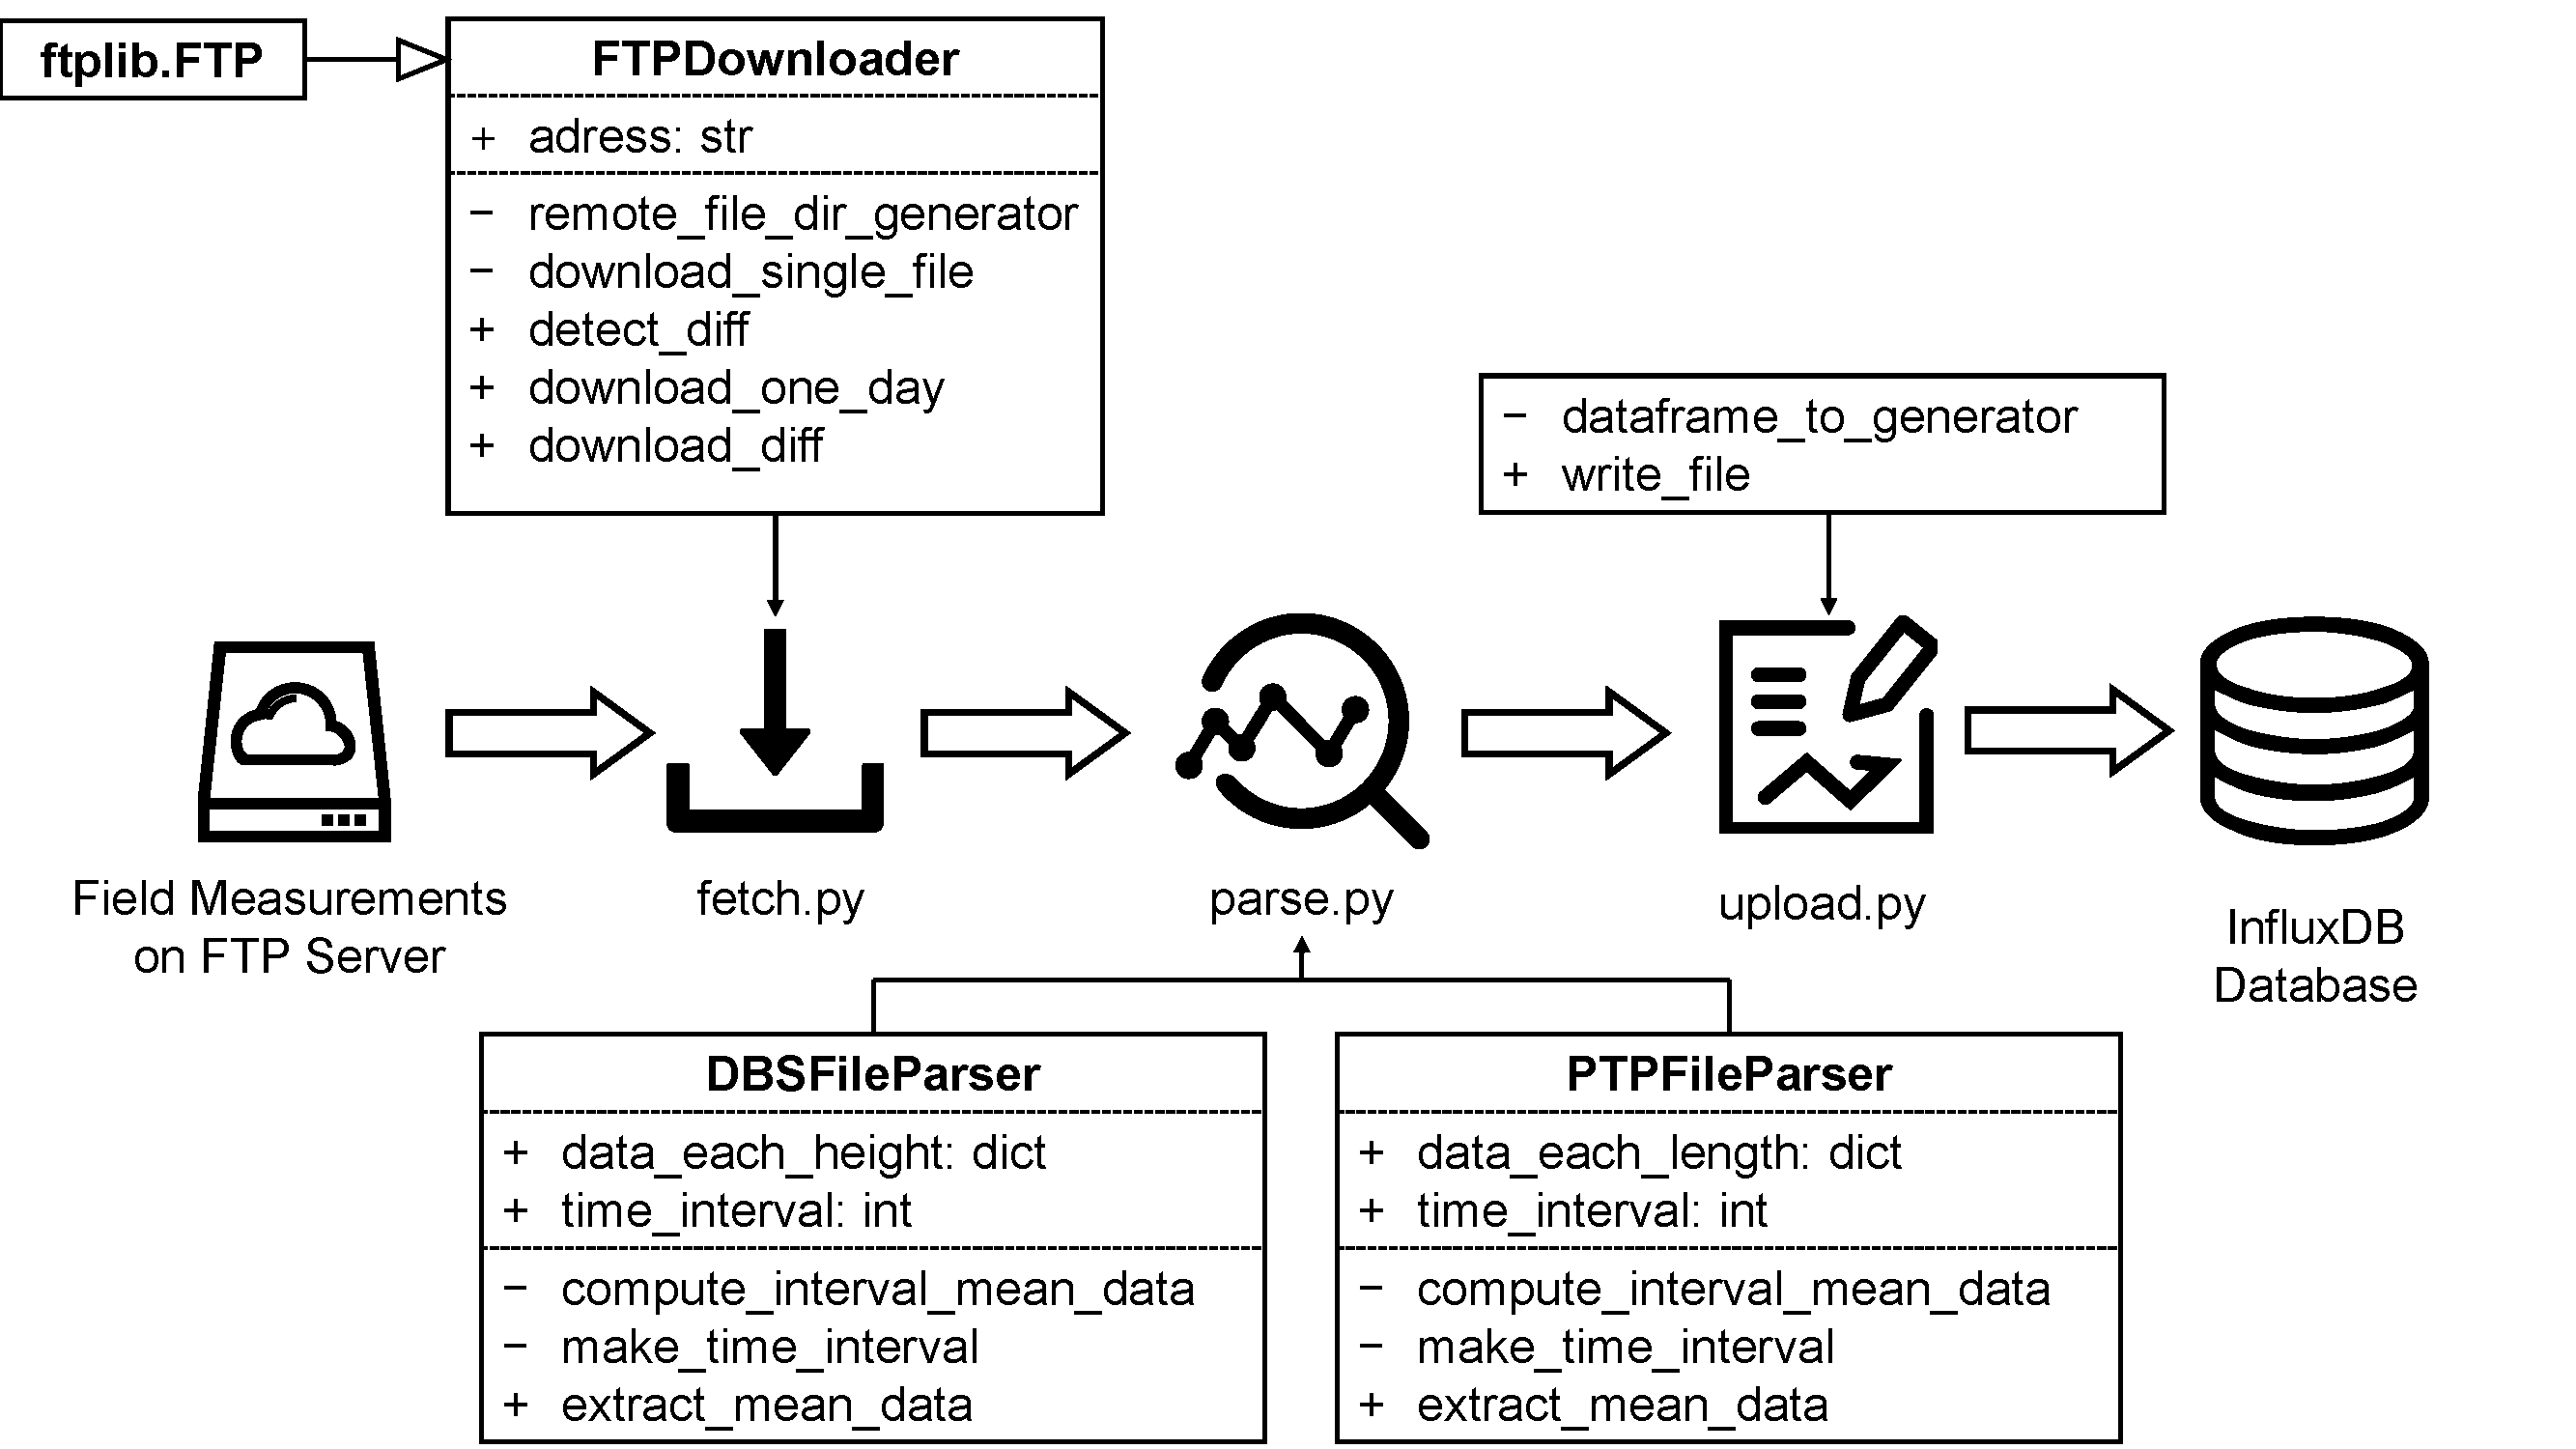 ftplib.FTP
FTPDownloader
+ adress: str
− remote_file_dir_generator
− download_single_file
+ detect_diff
+ download_one_day
+ download_diff
− dataframe_to_generator
+ write_file
Field Measurements
on FTP Server
fetch.py
parse.py
upload.py
InfluxDB
Database
DBSFileParser
+ data_each_height: dict
+ time_interval: int
− compute_interval_mean_data
− make_time_interval
+ extract_mean_data
PTPFileParser
+ data_each_length: dict
+ time_interval: int
− compute_interval_mean_data
− make_time_interval
+ extract_mean_data